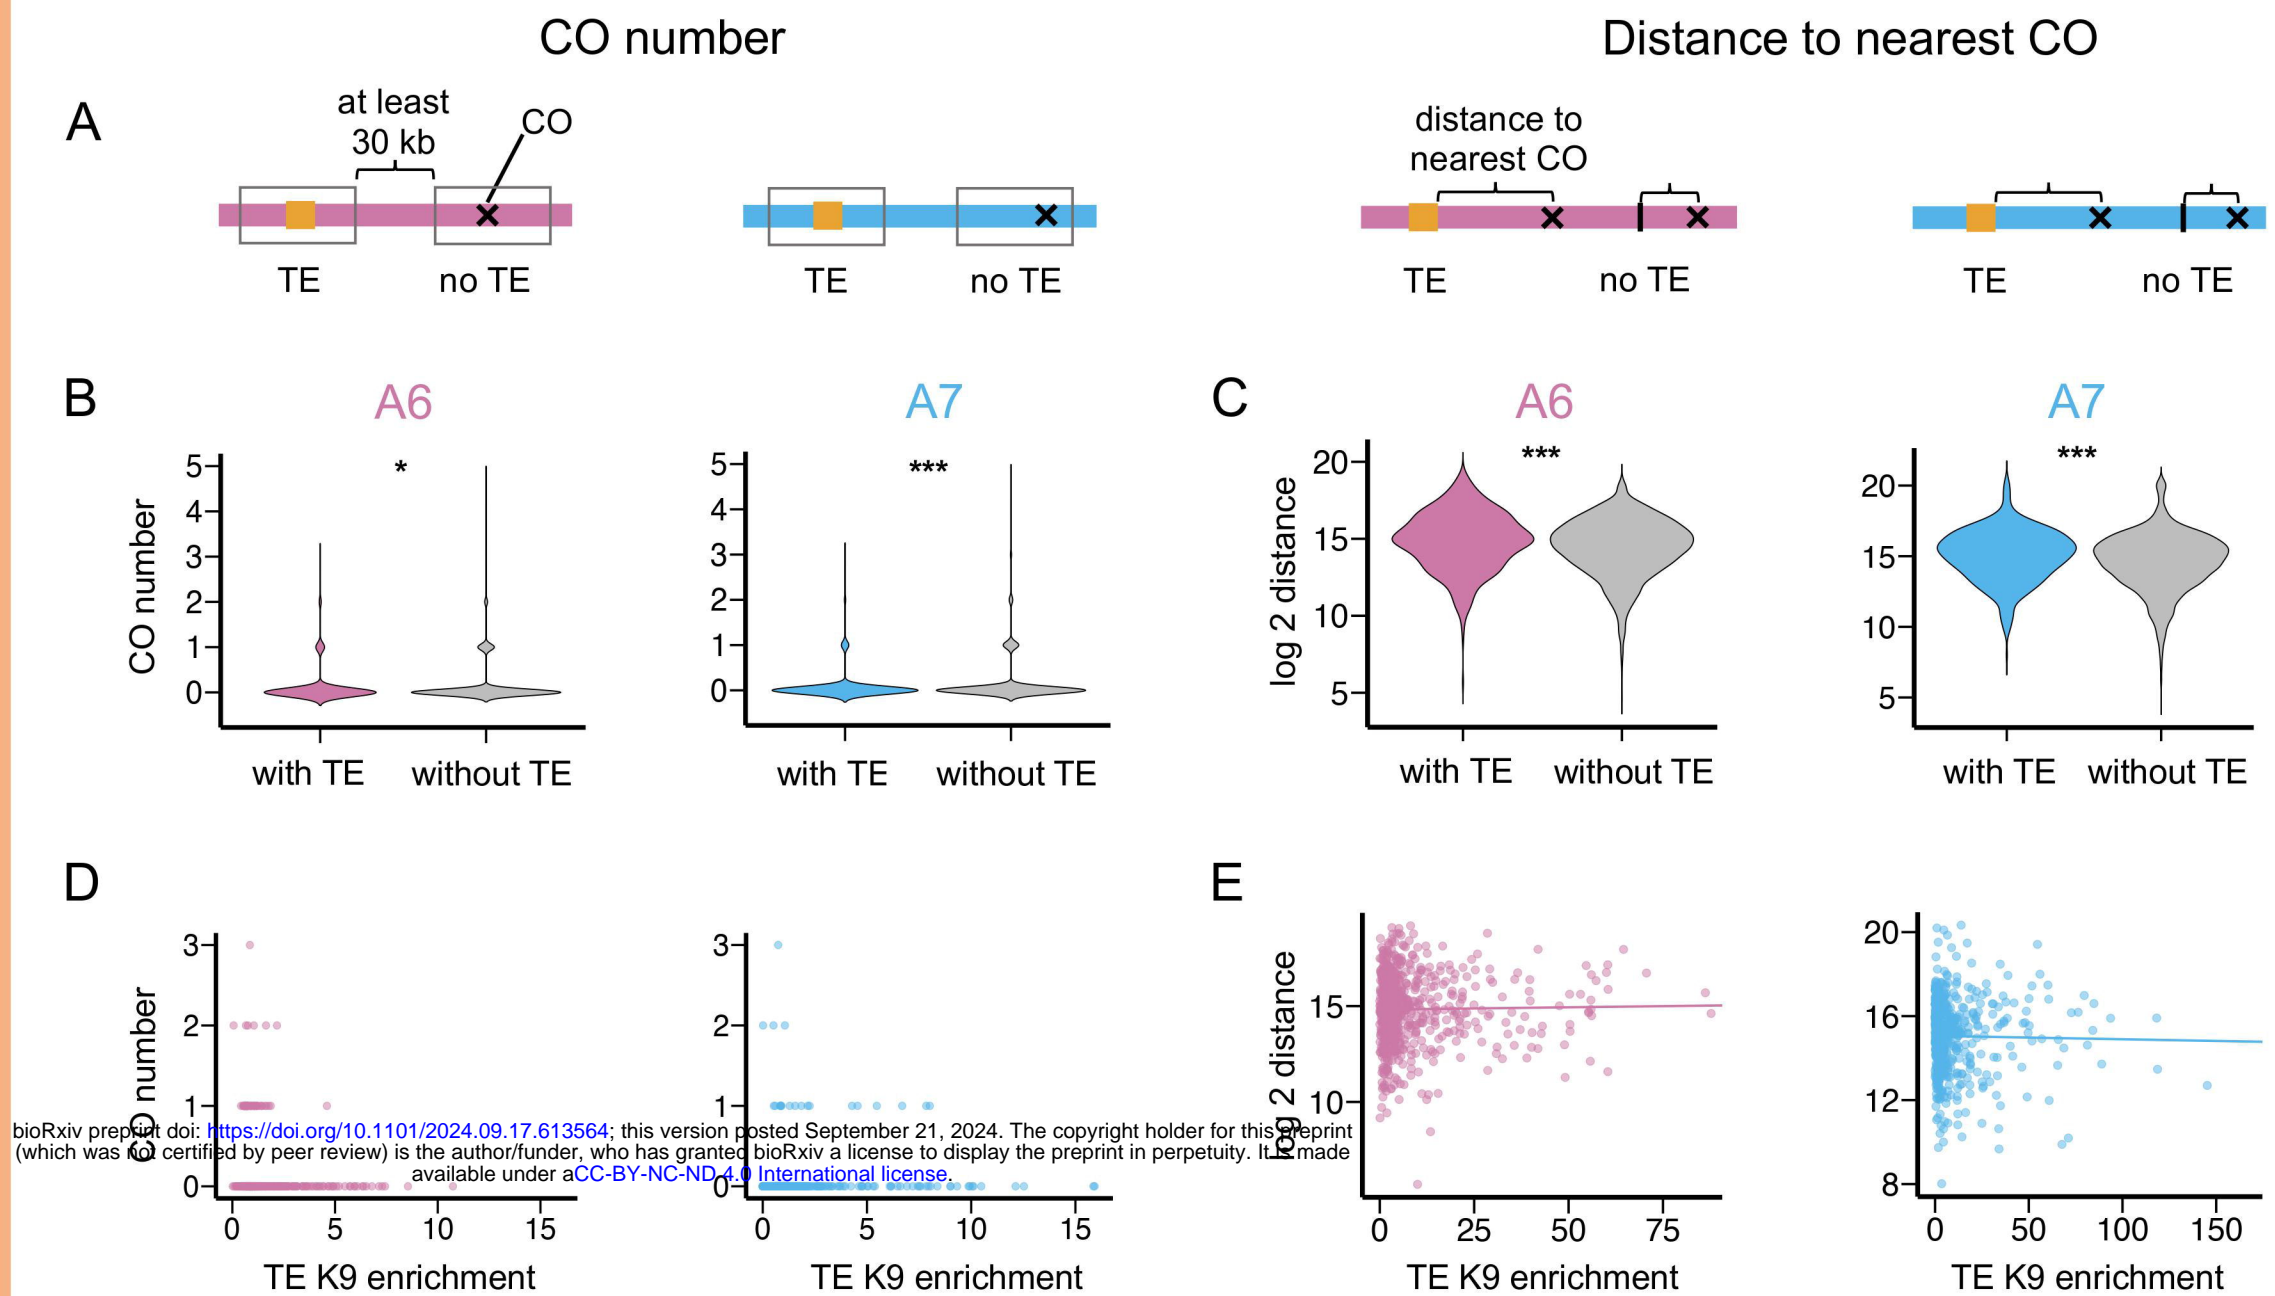 CO number
Distance to nearest CO
A
at least
30 kb
CO
TE
no TE
TE
no TE
distance to
nearest CO
TE
no TE
TE
no TE
B
A6
*
CO number
5
4
3
2
1
0
with TE
without TE
A7
***
5
4
3
2
1
0
with TE
without TE
C
A6
***
log 2 distance
20
15
10
5
with TE
without TE
A7
***
20
15
10
5
with TE
without TE
D
CO number
3
2
1
0
0 5 10 15
TE K9 enrichment
3
2
1
0
0 5 10 15
TE K9 enrichment
E
log 2 distance
15
10
0 25 50 75
TE K9 enrichment
20
16
12
8
0 50 100 150
TE K9 enrichment
bioRxiv preprint doi: https://doi.org/10.1101/2024.09.17.613564; this version posted September 21, 2024. The copyright holder for this preprint
(which was not certified by peer review) is the author/funder, who has granted bioRxiv a license to display the preprint in perpetuity. It is made
available under aCC-BY-NC-ND 4.0 International license.